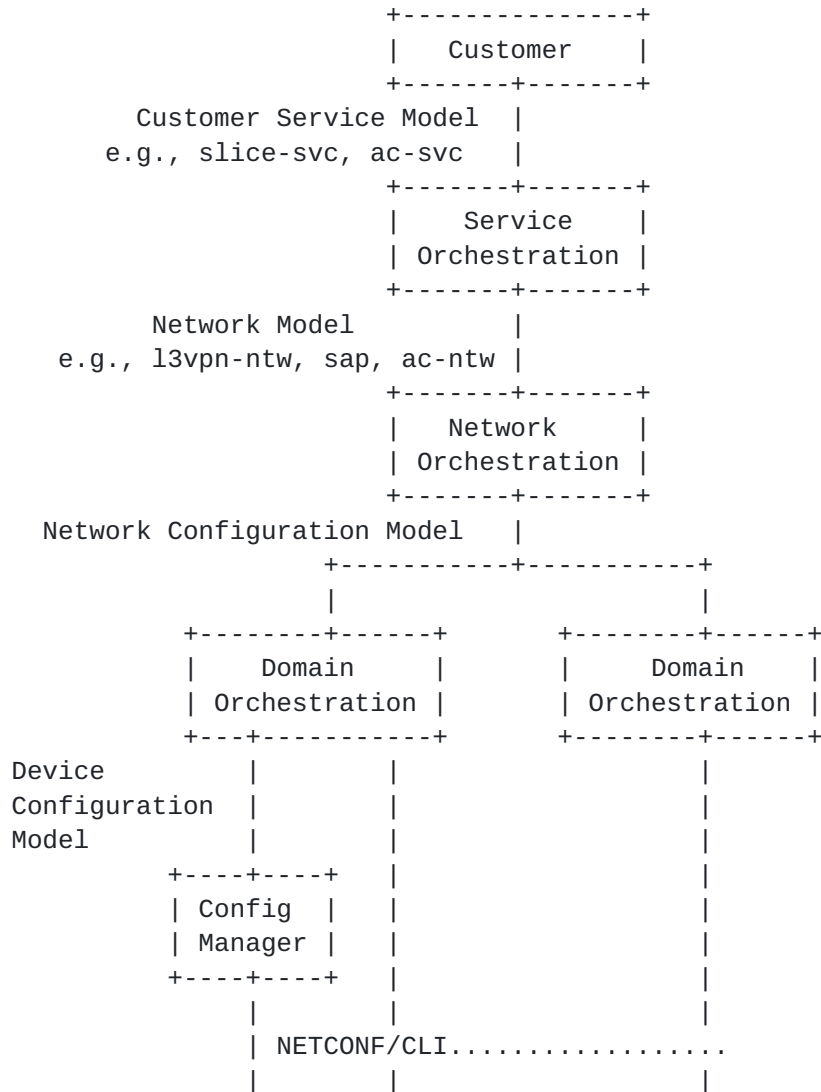 Customer
Customer Service Model
e.g., slice-svc, ac-svc
Service
Orchestration
Network Model
e.g., l3vpn-ntw, sap, ac-ntw
Network
Orchestration
Network Configuration Model
Domain Domain
Orchestration Orchestration
Device
Configuration
Model
Config
Manager
NETCONF/CLI..................